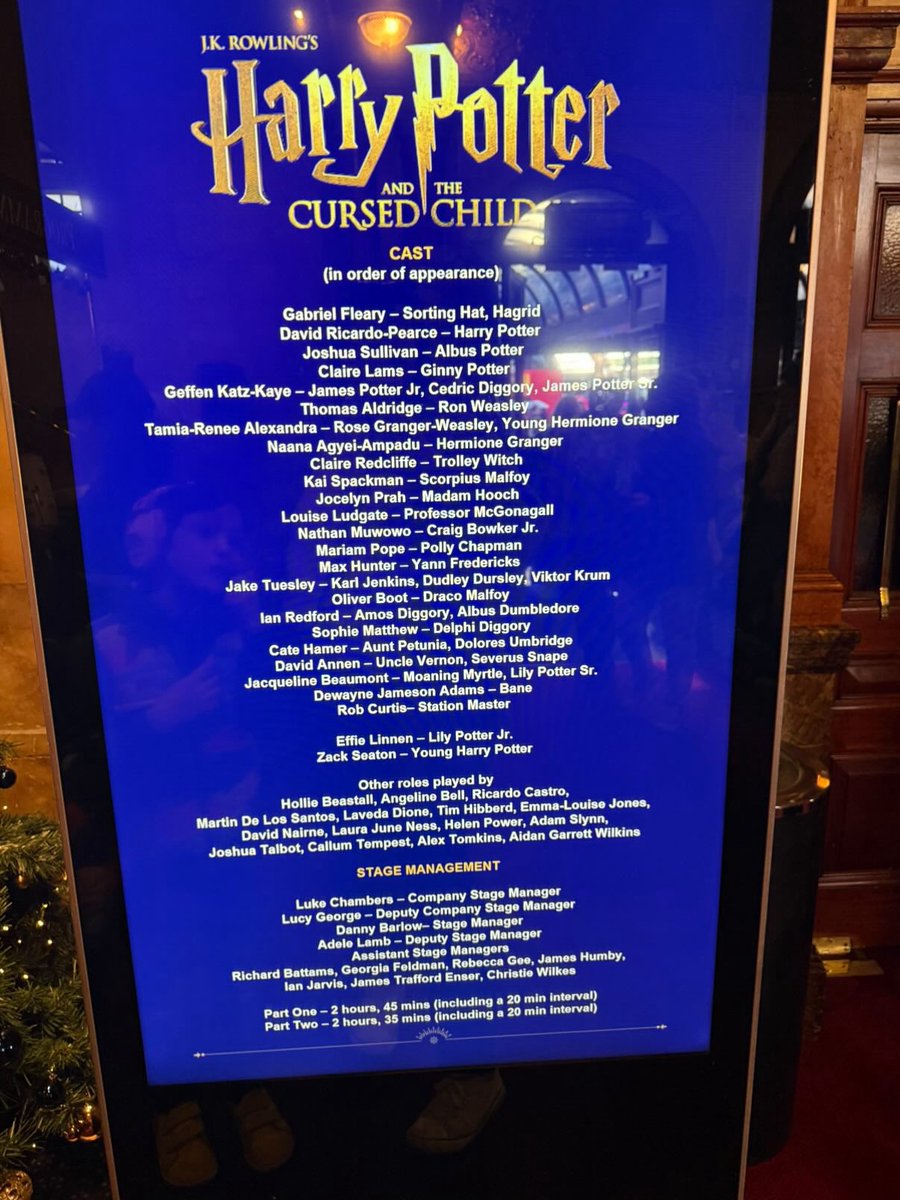 J.K. ROWLING'S
Harry Potter
AND THE
CURSED CHILD
CAST
(in order of appearance)
Gabriel Fleary – Sorting Hat, Hagrid
David Ricardo-Pearce – Harry Potter
Joshua Sullivan – Albus Potter
Claire Lams – Ginny Potter
Geffen Katz-Kaye – James Potter Jr, Cedric Diggory, James Potter Sr.
Thomas Aldridge – Ron Weasley
Tamia-Renee Alexandra – Rose Granger-Weasley, Young Hermione Granger
Naana Agyei-Ampadu – Hermione Granger
Claire Redcliffe – Trolley Witch
Kai Spackman – Scorpius Malfoy
Jocelyn Prah – Madam Hooch
Louise Ludgate – Professor McGonagall
Nathan Muwowo – Craig Bowker Jr.
Mariam Pope – Polly Chapman
Max Hunter – Yann Fredericks
Jake Tuesley – Karl Jenkins, Dudley Dursley, Viktor Krum
Oliver Boot – Draco Malfoy
Ian Redford – Amos Diggory, Albus Dumbledore
Sophie Matthew – Delphi Diggory
Cate Hamer – Aunt Petunia, Dolores Umbridge
David Annen – Uncle Vernon, Severus Snape
Jacqueline Beaumont – Moaning Myrtle, Lily Potter Sr.
Dewayne Jameson Adams – Bane
Rob Curtis– Station Master
Effie Linnen – Lily Potter Jr.
Zack Seaton – Young Harry Potter
Other roles played by
Hollie Beastall, Angeline Bell, Ricardo Castro,
Martin De Los Santos, Laveda Dione, Tim Hibberd, Emma-Louise Jones,
David Nairne, Laura June Ness, Helen Power, Adam Slynn,
Joshua Talbot, Callum Tempest, Alex Tomkins, Aidan Garrett Wilkins
STAGE MANAGEMENT
Luke Chambers – Company Stage Manager
Lucy George – Deputy Company Stage Manager
Danny Barlow– Stage Manager
Adele Lamb – Deputy Stage Manager
Assistant Stage Managers
Richard Battams, Georgia Feldman, Rebecca Gee, James Humby,
Ian Jarvis, James Trafford Enser, Christie Wilkes
Part One – 2 hours, 45 mins (including a 20 min interval)
Part Two – 2 hours, 35 mins (including a 20 min interval)